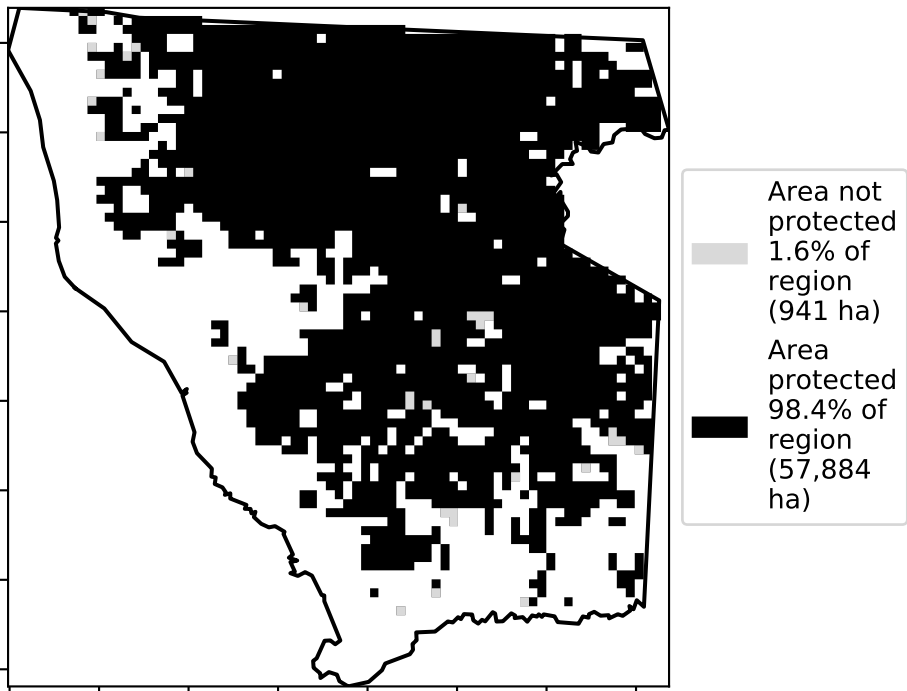 Area not
protected
1.6% of
region
(941 ha)
Area
protected
98.4% of
region
(57,884
ha)